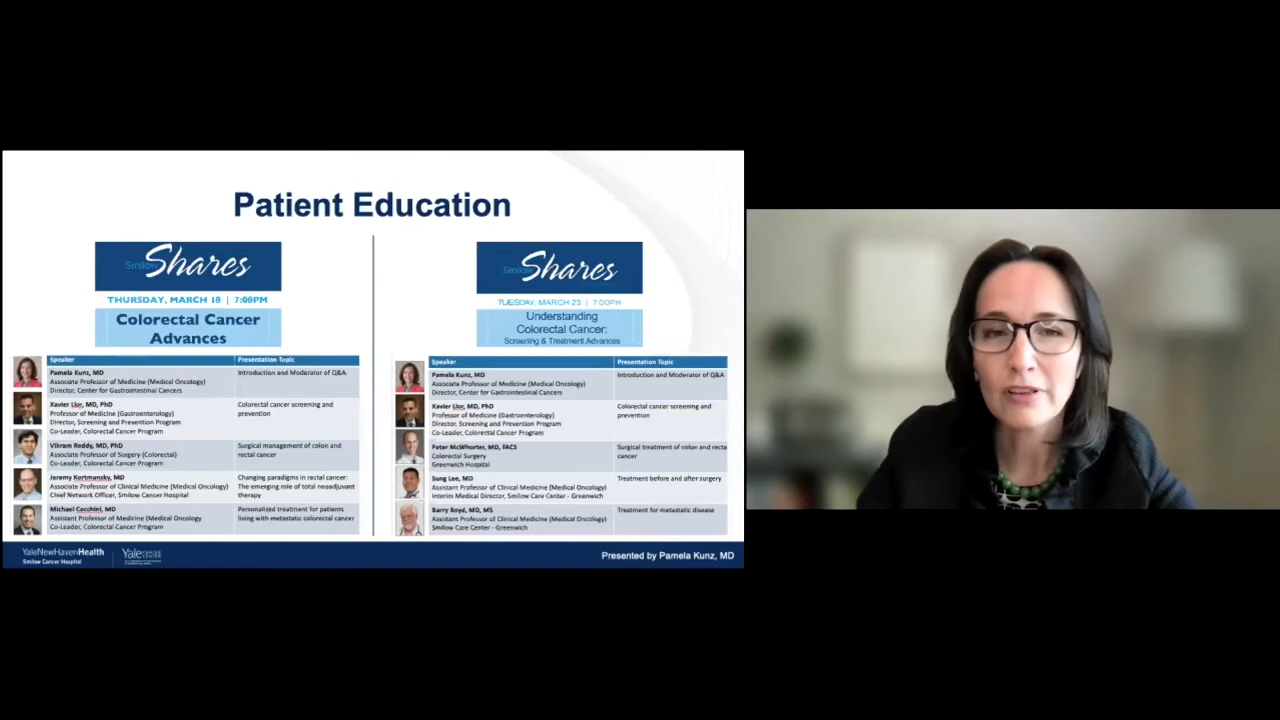 Patient Education
Smilow Shares
THURSDAY, MARCH 18 | 7:00PM
Colorectal Cancer
Advances
Speaker Presentation Topic
Pamela Kunz, MD Introduction and Moderator of Q&A
Associate Professor of Medicine (Medical Oncology)
Director, Center for Gastrointestinal Cancers
Xavier Llor, MD, PhD Colorectal cancer screening and
Professor of Medicine (Gastroenterology) prevention
Director, Screening and Prevention Program
Co-Leader, Colorectal Cancer Program
Vikram Reddy, MD, PhD Surgical management of colon and
Associate Professor of Surgery (Colorectal) rectal cancer
Co-Leader, Colorectal Cancer Program
Jeremy Kortmansky, MD Changing paradigms in rectal cancer:
Associate Professor of Clinical Medicine (Medical Oncology) The emerging role of total neoadjuvant
Chief Network Officer, Smilow Cancer Hospital therapy
Michael Cecchini, MD Personalized treatment for patients
Assistant Professor of Medicine (Medical Oncology living with metastatic colorectal cancer
Co-Leader, Colorectal Cancer Program
Smilow Shares
TUESDAY, MARCH 23 | 7:00PM
Understanding
Colorectal Cancer:
Screening & Treatment Advances
Speaker Presentation Topic
Pamela Kunz, MD Introduction and Moderator of Q&A
Associate Professor of Medicine (Medical Oncology)
Director, Center for Gastrointestinal Cancers
Xavier Llor, MD, PhD Colorectal cancer screening and
Professor of Medicine (Gastroenterology) prevention
Director, Screening and Prevention Program
Co-Leader, Colorectal Cancer Program
Peter McWhorter, MD, FACS Surgical treatment of colon and recta
Colorectal Surgery cancer
Greenwich Hospital
Sung Lee, MD Treatment before and after surgery
Assistant Professor of Clinical Medicine (Medical Oncology)
Interim Medical Director, Smilow Care Center - Greenwich
Barry Boyd, MD, MS Treatment for metastatic disease
Assistant Professor of Clinical Medicine (Medical Oncology)
Smilow Care Center - Greenwich
YaleNewHavenHealth
Smilow Cancer Hospital
Yale CANCER CENTER
Presented by Pamela Kunz, MD